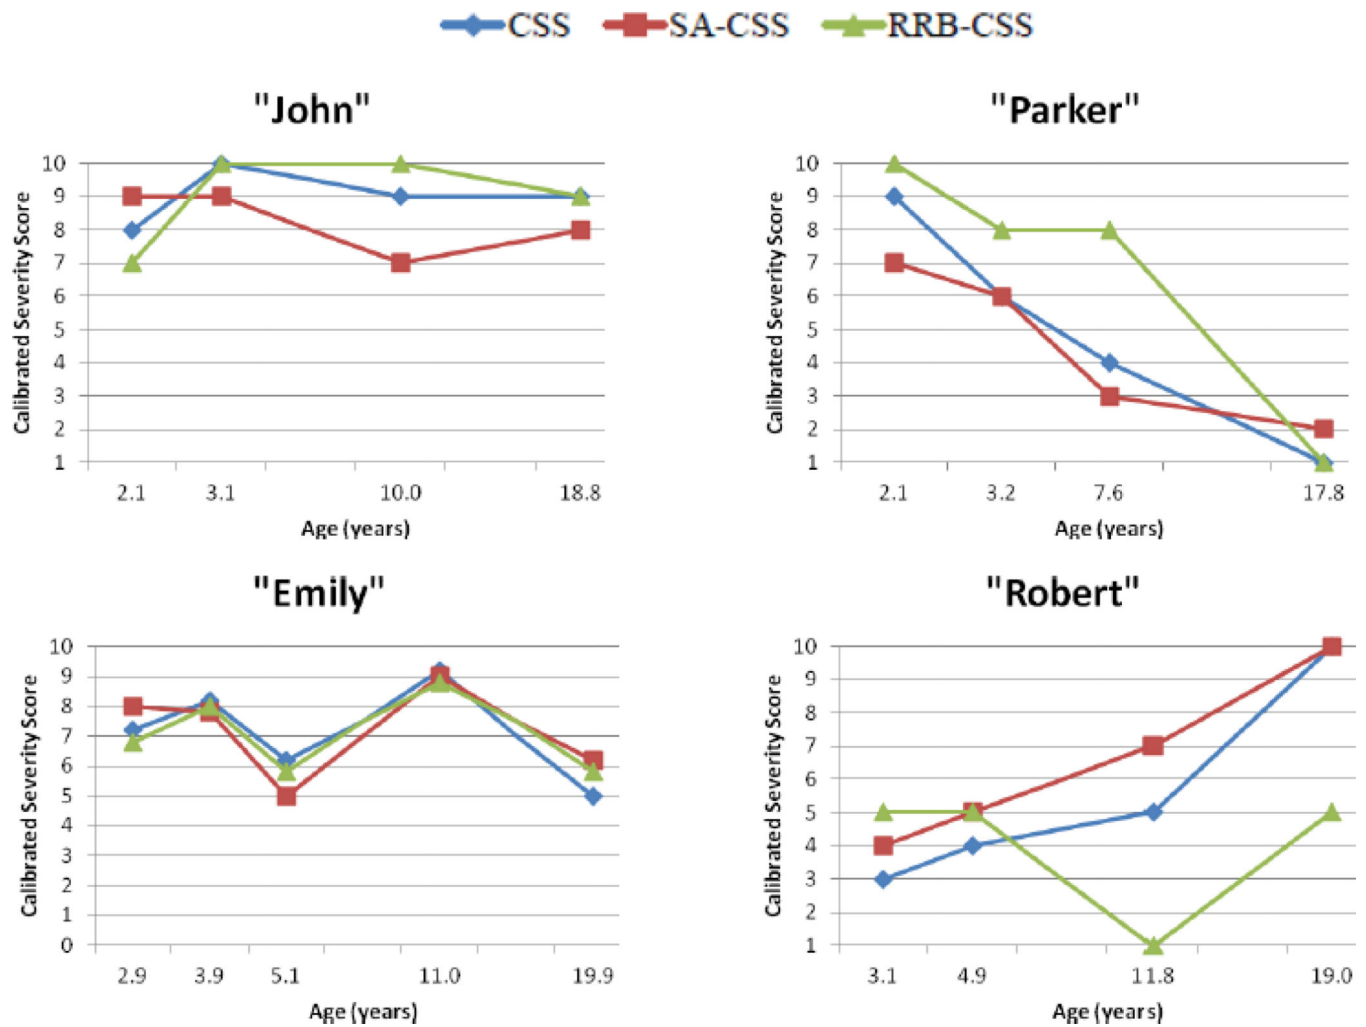 CSS SA-CSS RRB-CSS
"John"
Calibrated Severity Score
10
9
8
7
6
5
4
3
2
1
2.1 3.1 10.0 18.8
Age (years)
"Parker"
Calibrated Severity Score
10
9
8
7
6
5
4
3
2
1
2.1 3.2 7.6 17.8
Age (years)
"Emily"
Calibrated Severity Score
10
9
8
7
6
5
4
3
2
1
0
2.9 3.9 5.1 11.0 19.9
Age (years)
"Robert"
Calibrated Severity Score
10
9
8
7
6
5
4
3
2
1
3.1 4.9 11.8 19.0
Age (years)